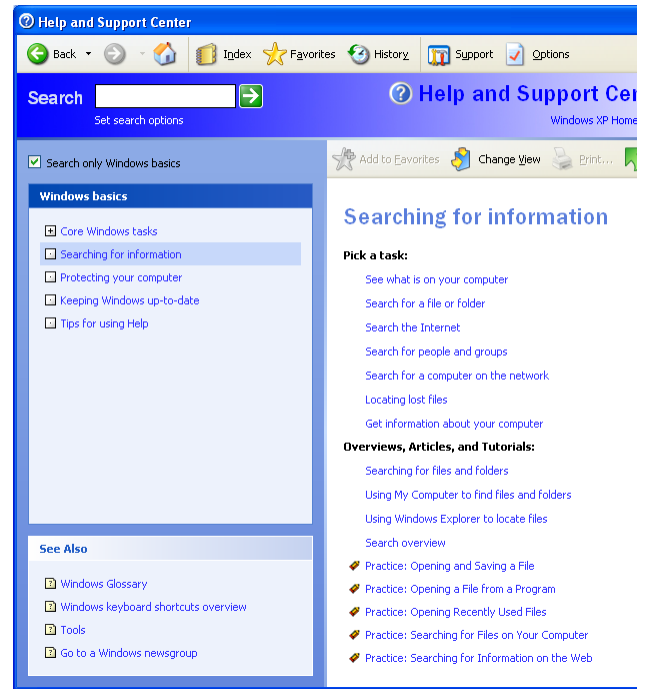 Help and Support Center
Back Index Favorites History Support Options
Search
Set search options
Help and Support Cen
Windows XP Home
Search only Windows basics
Add to Favorites Change View Print...
Windows basics
Core Windows tasks
Searching for information
Protecting your computer
Keeping Windows up-to-date
Tips for using Help
See Also
Windows Glossary
Windows keyboard shortcuts overview
Tools
Go to a Windows newsgroup
Searching for information
Pick a task:
See what is on your computer
Search for a file or folder
Search the Internet
Search for people and groups
Search for a computer on the network
Locating lost files
Get information about your computer
Overviews, Articles, and Tutorials:
Searching for files and folders
Using My Computer to find files and folders
Using Windows Explorer to locate files
Search overview
Practice: Opening and Saving a File
Practice: Opening a File from a Program
Practice: Opening Recently Used Files
Practice: Searching for Files on Your Computer
Practice: Searching for Information on the Web